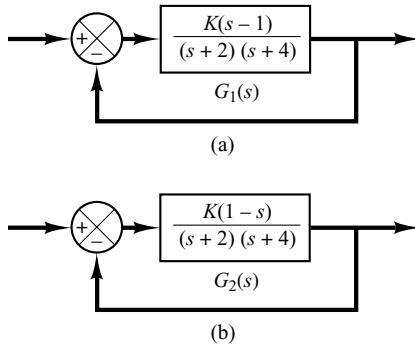 K(s – 1)
+
–
(s + 2) (s + 4)
G1(s)
(a)
K(1 – s)
+
–
(s + 2) (s + 4)
G2(s)
(b)